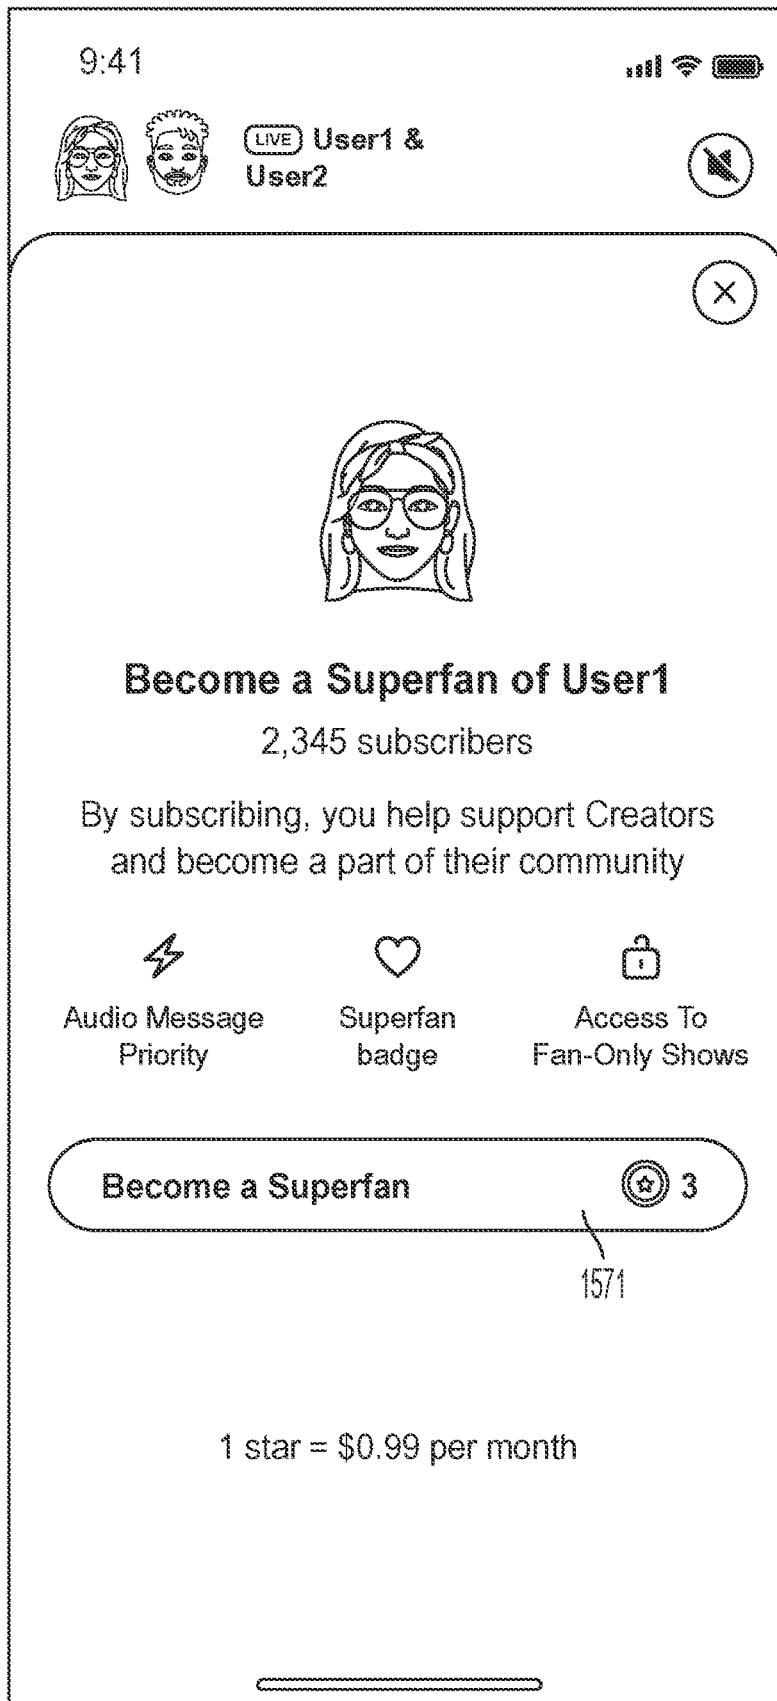 9:41
LIVE User1 &
User2
Become a Superfan of User1
2,345 subscribers
By subscribing, you help support Creators
and become a part of their community
Audio Message Superfan Access To
Priority badge Fan-Only Shows
Become a Superfan 3
1571
1 star = $0.99 per month